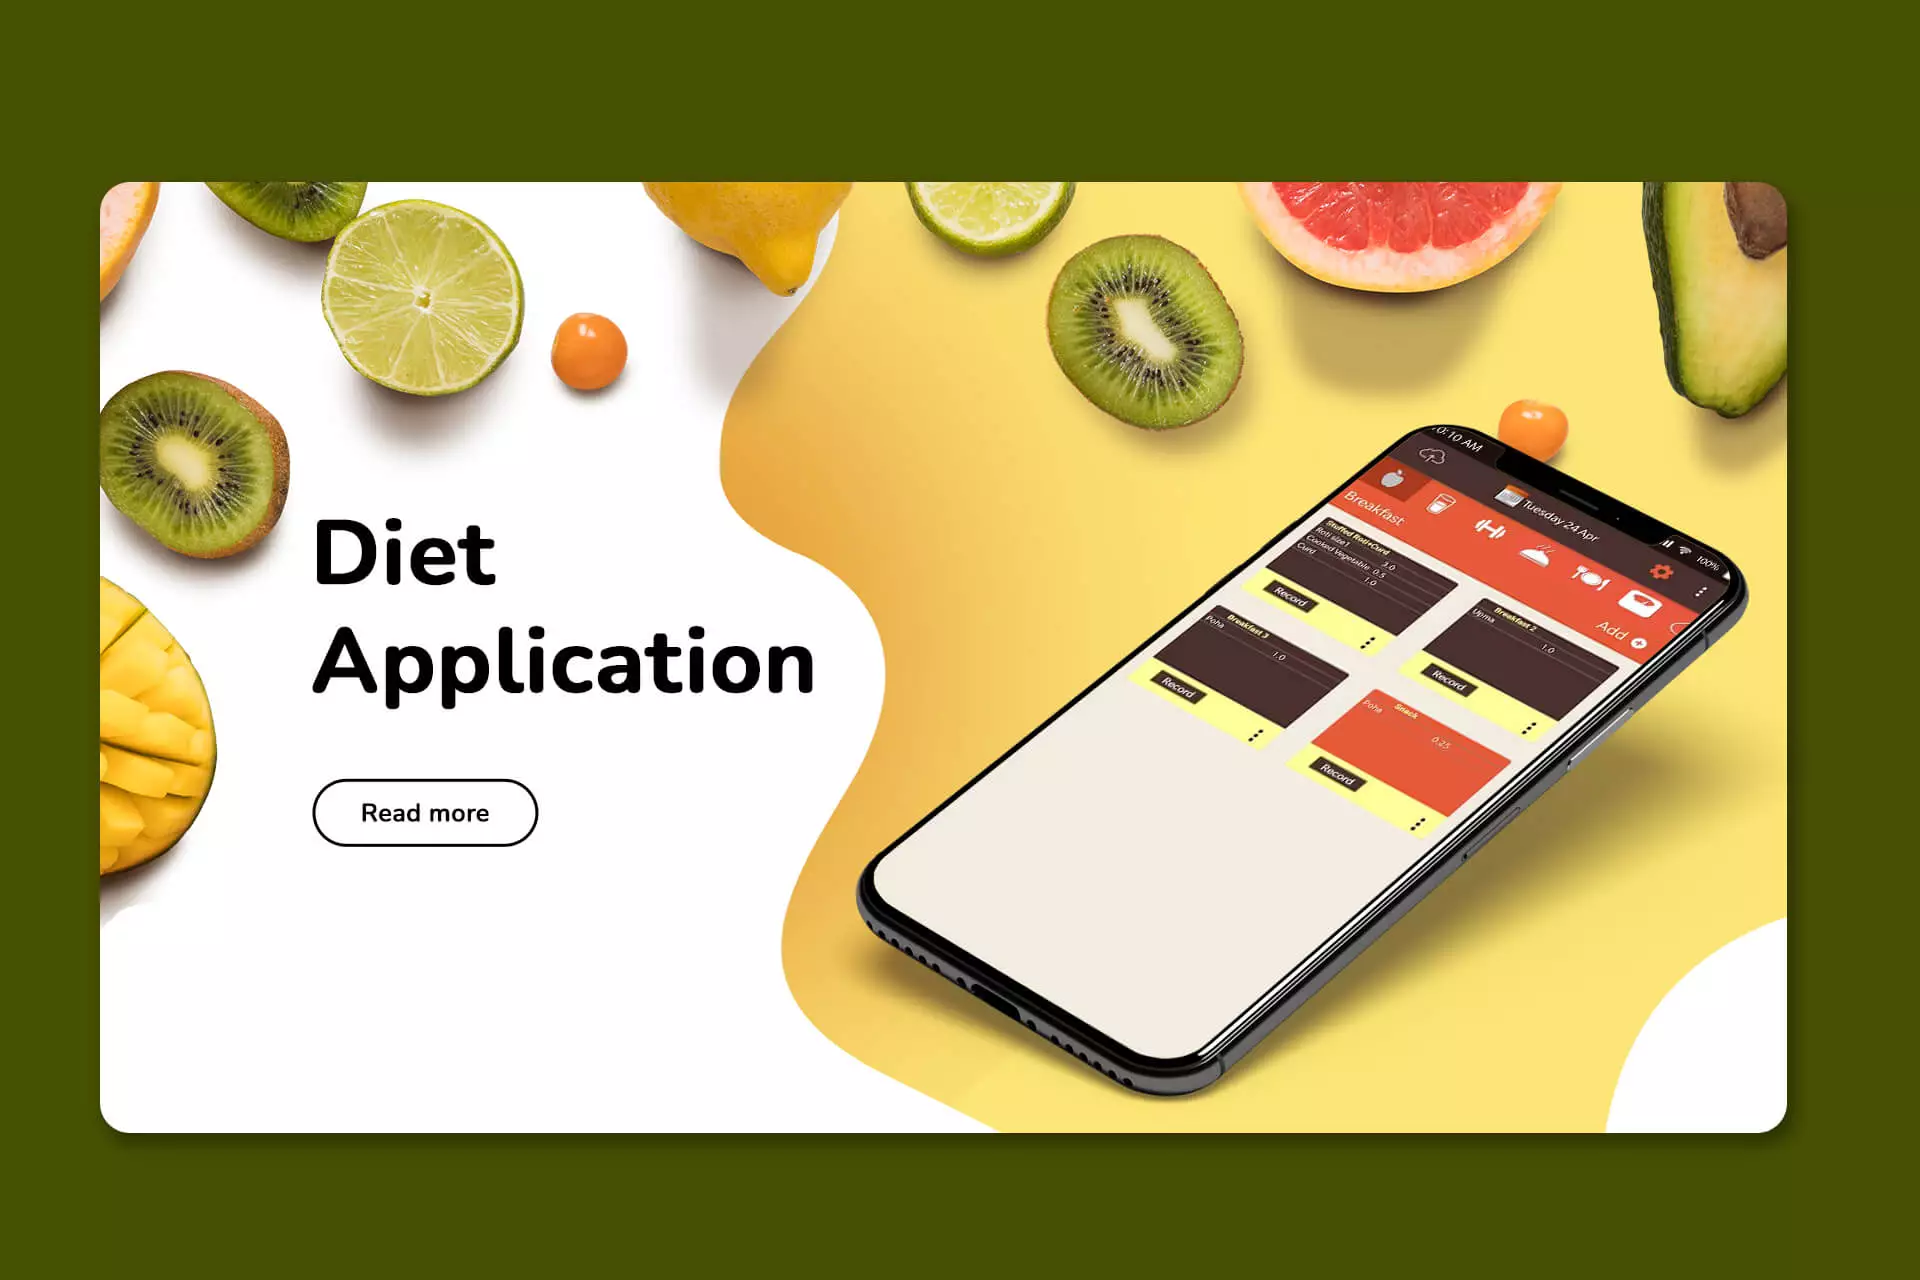 Diet
Application
Read more
0:10 AM
100%
Tuesday 24 Apr
Breakfast
Add
Stuffed Roti+Curd
Roti size1 3.0
Cooked Vegetable 0.5
Curd 1.0
Record
Breakfast 2
Upma 1.0
Record
Breakfast 3
Poha 1.0
Record
Snack
Poha 0.25
Record